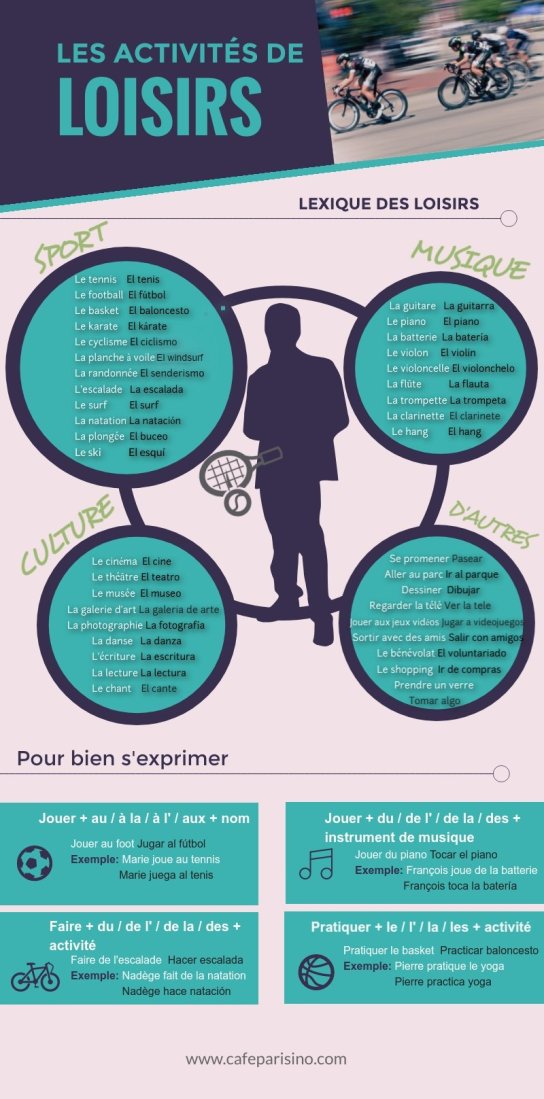 LES ACTIVITÉS DE
LOISIRS
LEXIQUE DES LOISIRS
SPORT
Le tennis El tenis
Le football El fútbol
Le basket El baloncesto
Le karate El kárate
Le cyclisme El ciclismo
La planche à voile El windsurf
La randonnée El senderismo
L'escalade La escalada
Le surf El surf
La natation La natación
La plongée El buceo
Le ski El esquí
MUSIQUE
La guitare La guitarra
Le piano El piano
La batterie La batería
Le violon El violín
Le violoncelle El violonchelo
La flûte La flauta
La trompette La trompeta
La clarinette El clarinete
Le hang El hang
CULTURE
Le cinéma El cine
Le théâtre El teatro
Le musée El museo
La galerie d'art La galería de arte
La photographie La fotografía
La danse La danza
L'écriture La escritura
La lecture La lectura
Le chant El cante
D'AUTRES
Se promener Pasear
Aller au parc Ir al parque
Dessiner Dibujar
Regarder la télé Ver la tele
Jouer aux jeux vidéos Jugar a videojuegos
Sortir avec des amis Salir con amigos
Le bénévolat El voluntariado
Le shopping Ir de compras
Prendre un verre
Tomar algo
Pour bien s'exprimer
Jouer + au / à la / à l' / aux + nom
Jouer au foot Jugar al fútbol
Exemple: Marie joue au tennis
Marie juega al tenis
Jouer + du / de l' / de la / des +
instrument de musique
Jouer du piano Tocar el piano
Exemple: François joue de la batterie
François toca la batería
Faire + du / de l' / de la / des +
activité
Faire de l'escalade Hacer escalada
Exemple: Nadège fait de la natation
Nadège hace natación
Pratiquer + le / l' / la / les + activité
Pratiquer le basket Practicar baloncesto
Exemple: Pierre pratique le yoga
Pierre practica yoga
www.cafeparisino.com